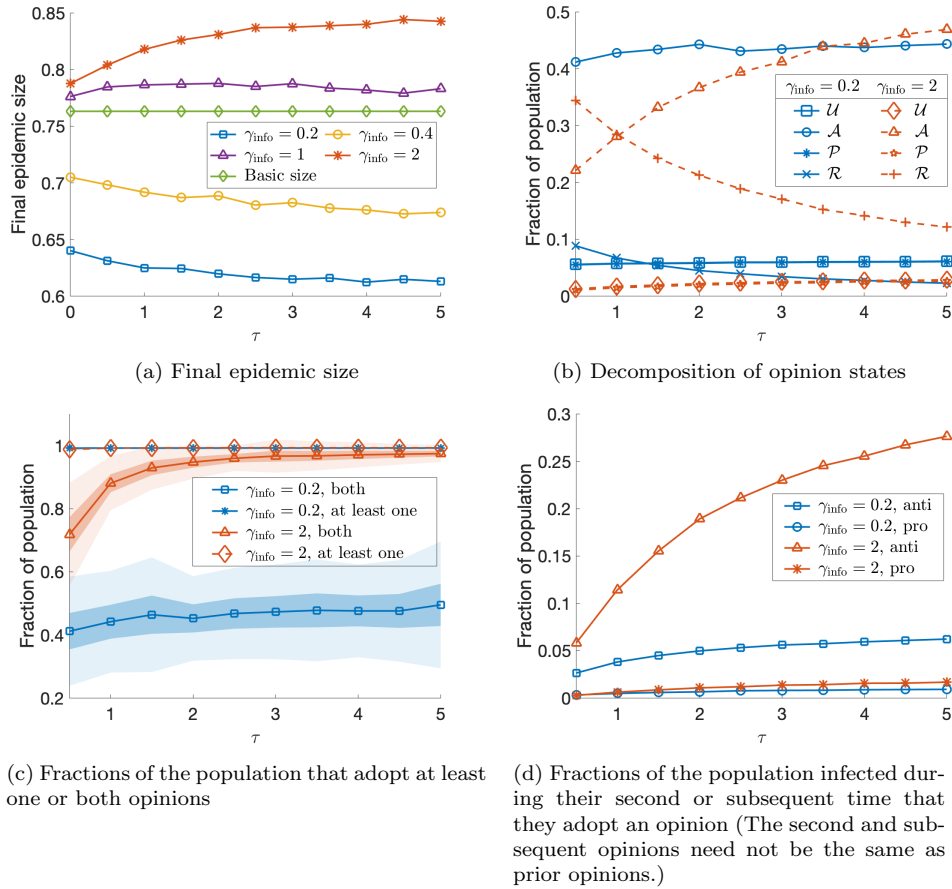 0.85
0.8
0.75
0.7
0.65
0.6
Final epidemic size
γinfo = 0.2 γinfo = 0.4
γinfo = 1 γinfo = 2
Basic size
0 1 2 3 4 5
τ
(a) Final epidemic size
0.5
0.4
0.3
0.2
0.1
0
Fraction of population
γinfo = 0.2 γinfo = 2
𝒰 𝒰
𝒜 𝒜
𝒫 𝒫
ℛ ℛ
1 2 3 4 5
τ
(b) Decomposition of opinion states
1
0.8
0.6
0.4
0.2
Fraction of population
γinfo = 0.2, both
γinfo = 0.2, at least one
γinfo = 2, both
γinfo = 2, at least one
1 2 3 4 5
τ
(c) Fractions of the population that adopt at least
one or both opinions
0.3
0.25
0.2
0.15
0.1
0.05
0
Fraction of population
γinfo = 0.2, anti
γinfo = 0.2, pro
γinfo = 2, anti
γinfo = 2, pro
1 2 3 4 5
τ
(d) Fractions of the population infected dur-
ing their second or subsequent time that
they adopt an opinion (The second and sub-
sequent opinions need not be the same as
prior opinions.)